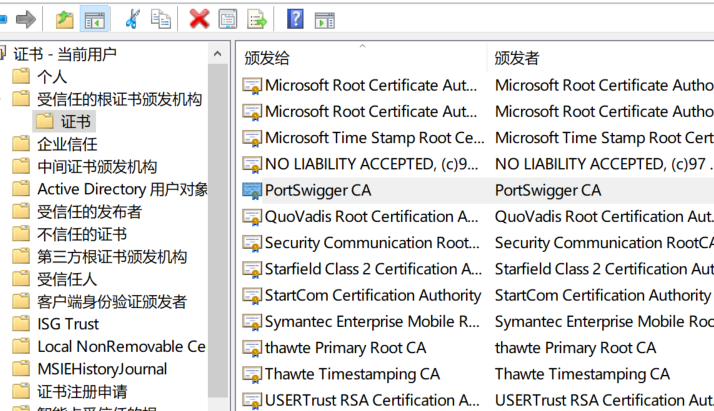 证书 - 当前用户
个人
受信任的根证书颁发机构
证书
企业信任
中间证书颁发机构
Active Directory 用户对象
受信任的发布者
不信任的证书
第三方根证书颁发机构
受信任人
客户端身份验证颁发者
ISG Trust
Local NonRemovable Ce
MSIEHistoryJournal
证书注册申请
智能卡受信任的根
颁发给 颁发者
Microsoft Root Certificate Aut... Microsoft Root Certificate Autho
Microsoft Root Certificate Aut... Microsoft Root Certificate Autho
Microsoft Time Stamp Root Ce... Microsoft Time Stamp Root Cert
NO LIABILITY ACCEPTED, (c)9... NO LIABILITY ACCEPTED, (c)97 .
PortSwigger CA PortSwigger CA
QuoVadis Root Certification A... QuoVadis Root Certification Aut.
Security Communication Root... Security Communication RootCA
Starfield Class 2 Certification A... Starfield Class 2 Certification Au
StartCom Certification Authority StartCom Certification Authority
Symantec Enterprise Mobile R... Symantec Enterprise Mobile Roo
thawte Primary Root CA thawte Primary Root CA
Thawte Timestamping CA Thawte Timestamping CA
USERTrust RSA Certification A... USERTrust RSA Certification Aut.